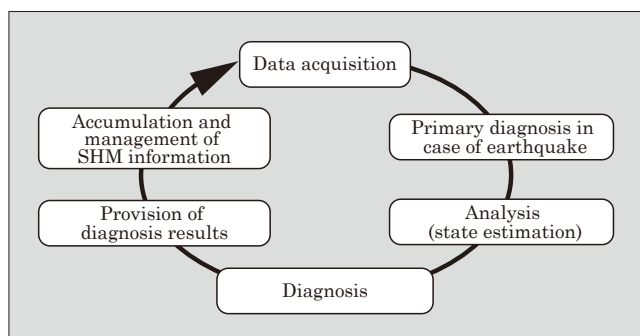 Data acquisition
Primary diagnosis in
case of earthquake
Analysis
(state estimation)
Diagnosis
Provision of
diagnosis results
Accumulation and
management of
SHM information